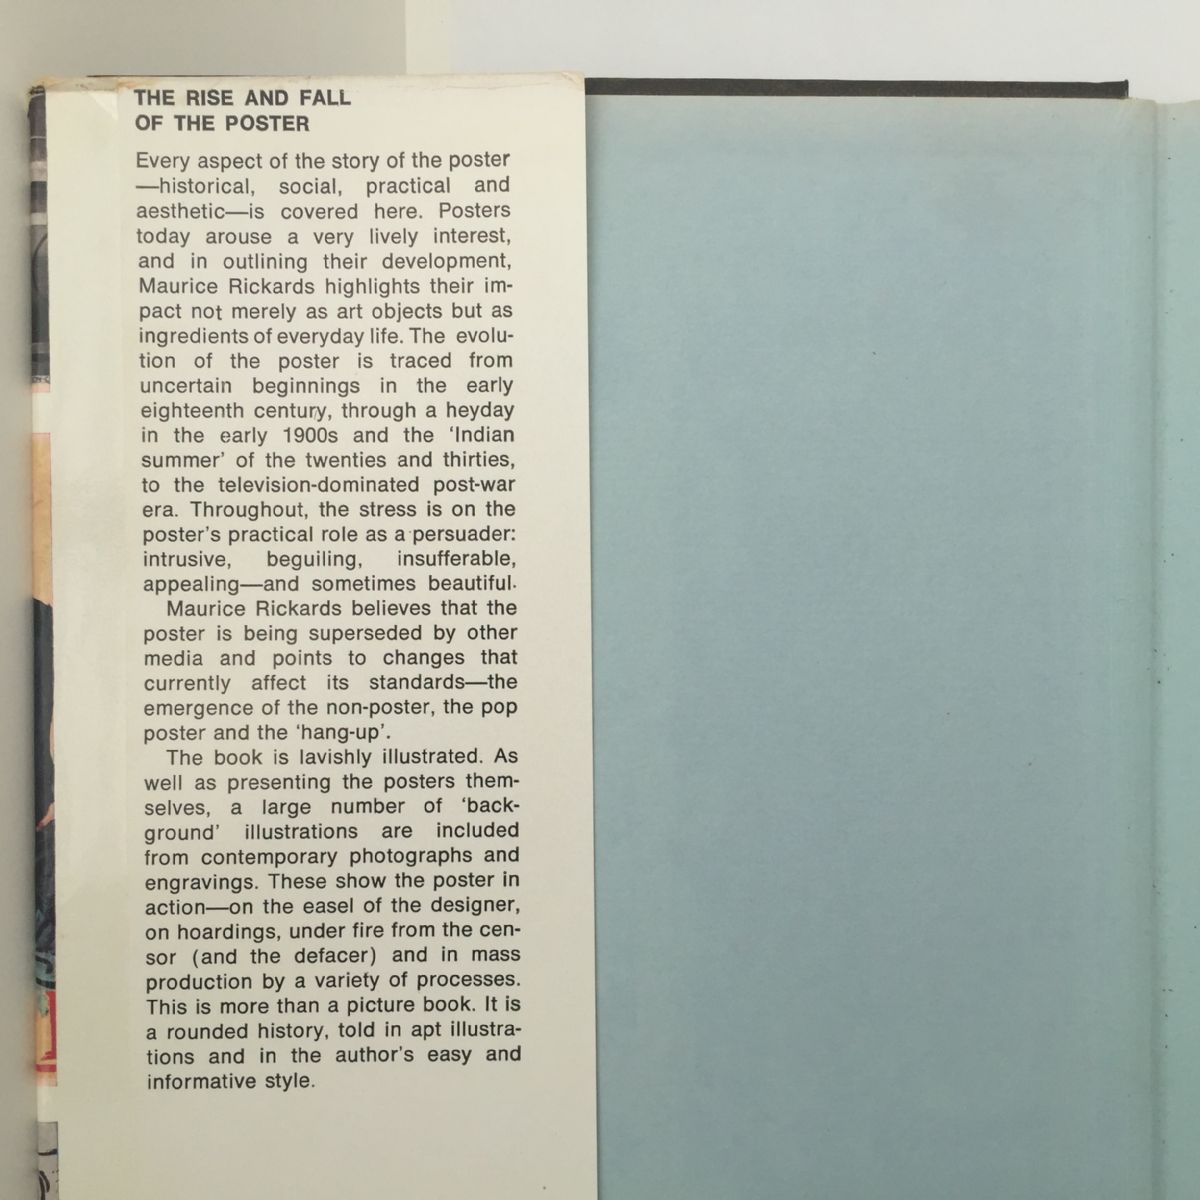 THE RISE AND FALL
OF THE POSTER
Every aspect of the story of the poster
—historical, social, practical and
aesthetic—is covered here. Posters
today arouse a very lively interest,
and in outlining their development,
Maurice Rickards highlights their im-
pact not merely as art objects but as
ingredients of everyday life. The evolu-
tion of the poster is traced from
uncertain beginnings in the early
eighteenth century, through a heyday
in the early 1900s and the ‘Indian
summer’ of the twenties and thirties,
to the television-dominated post-war
era. Throughout, the stress is on the
poster’s practical role as a persuader:
intrusive, beguiling, insufferable,
appealing—and sometimes beautiful.
Maurice Rickards believes that the
poster is being superseded by other
media and points to changes that
currently affect its standards—the
emergence of the non-poster, the pop
poster and the ‘hang-up’.
The book is lavishly illustrated. As
well as presenting the posters them-
selves, a large number of ‘back-
ground’ illustrations are included
from contemporary photographs and
engravings. These show the poster in
action—on the easel of the designer,
on hoardings, under fire from the cen-
sor (and the defacer) and in mass
production by a variety of processes.
This is more than a picture book. It is
a rounded history, told in apt illustra-
tions and in the author’s easy and
informative style.